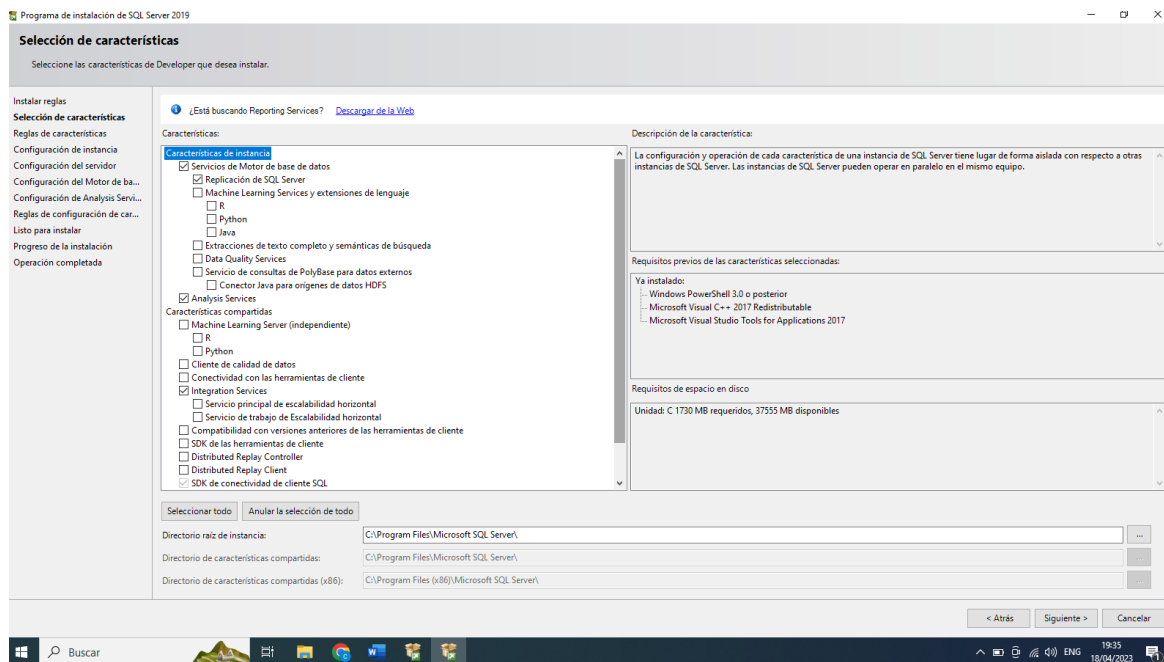 Programa de instalación de SQL Server 2019
Selección de características
Seleccione las características de Developer que desea instalar.
Instalar reglas
Selección de características
Reglas de características
Configuración de instancia
Configuración del servidor
Configuración del Motor de ba...
Configuración de Analysis Servi...
Reglas de configuración de car...
Listo para instalar
Progreso de la instalación
Operación completada
¿Está buscando Reporting Services? Descargar de la Web
Características:
Características de instancia
Servicios de Motor de base de datos
Replicación de SQL Server
Machine Learning Services y extensiones de lenguaje
R
Python
Java
Extracciones de texto completo y semánticas de búsqueda
Data Quality Services
Servicio de consultas de PolyBase para datos externos
Conector Java para orígenes de datos HDFS
Analysis Services
Características compartidas
Machine Learning Server (independiente)
R
Python
Cliente de calidad de datos
Conectividad con las herramientas de cliente
Integration Services
Servicio principal de escalabilidad horizontal
Servicio de trabajo de Escalabilidad horizontal
Compatibilidad con versiones anteriores de las herramientas de cliente
SDK de las herramientas de cliente
Distributed Replay Controller
Distributed Replay Client
SDK de conectividad de cliente SQL
Descripción de la característica:
La configuración y operación de cada característica de una instancia de SQL Server tiene lugar de forma aislada con respecto a otras
instancias de SQL Server. Las instancias de SQL Server pueden operar en paralelo en el mismo equipo.
Requisitos previos de las características seleccionadas:
Ya instalado:
Windows PowerShell 3.0 o posterior
Microsoft Visual C++ 2017 Redistributable
Microsoft Visual Studio Tools for Applications 2017
Requisitos de espacio en disco
Unidad: C 1730 MB requeridos, 37555 MB disponibles
Seleccionar todo Anular la selección de todo
Directorio raíz de instancia: C:\Program Files\Microsoft SQL Server\ ...
Directorio de características compartidas: C:\Program Files\Microsoft SQL Server\ ...
Directorio de características compartidas (x86): C:\Program Files (x86)\Microsoft SQL Server\ ...
< Atrás Siguiente > Cancelar
Buscar ENG 19:35
18/04/2023